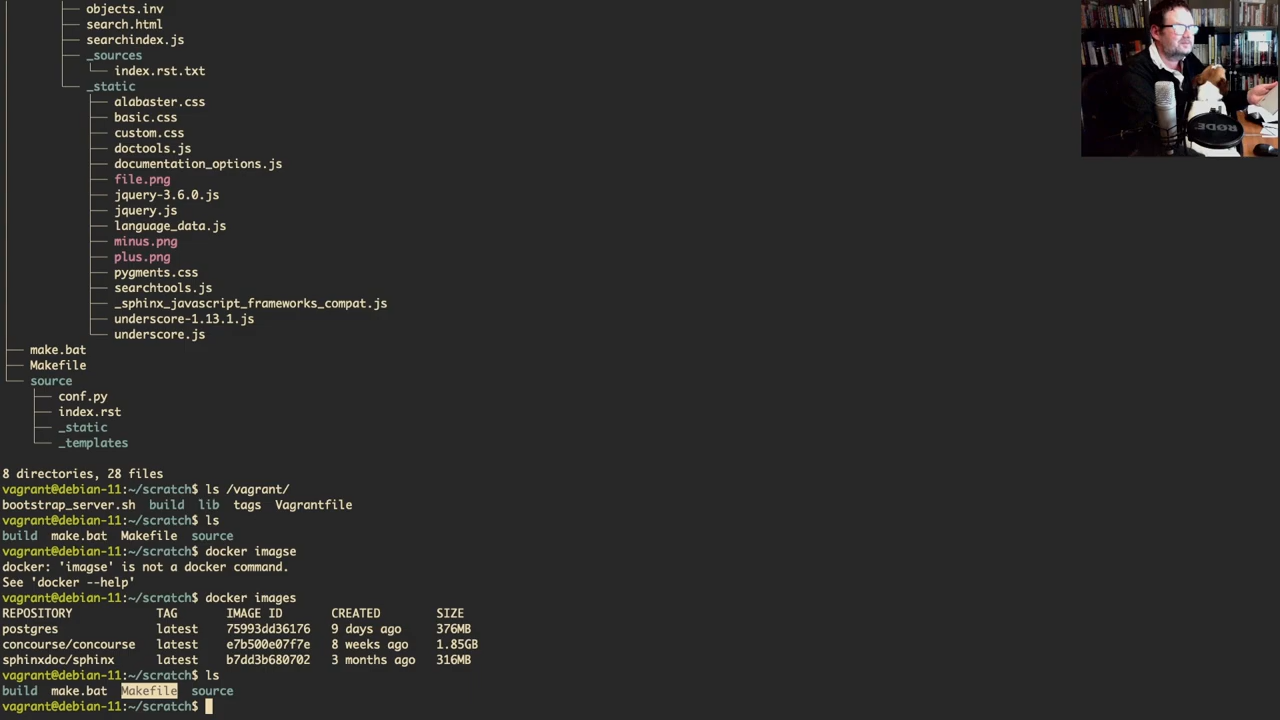 objects.inv
search.html
searchindex.js
_sources
index.rst.txt
_static
alabaster.css
basic.css
custom.css
doctools.js
documentation_options.js
file.png
jquery-3.6.0.js
jquery.js
language_data.js
minus.png
plus.png
pygments.css
searchtools.js
_sphinx_javascript_frameworks_compat.js
underscore-1.13.1.js
underscore.js
make.bat
Makefile
source
conf.py
index.rst
_static
_templates
8 directories, 28 files
vagrant@debian-11:~/scratch$ ls /vagrant/
bootstrap_server.sh build lib tags Vagrantfile
vagrant@debian-11:~/scratch$ ls
build make.bat Makefile source
vagrant@debian-11:~/scratch$ docker imagse
docker: 'imagse' is not a docker command.
See 'docker --help'
vagrant@debian-11:~/scratch$ docker images
REPOSITORY TAG IMAGE ID CREATED SIZE
postgres latest 75993dd36176 9 days ago 376MB
concourse/concourse latest e7b500e07f7e 8 weeks ago 1.85GB
sphinxdoc/sphinx latest b7dd3b680702 3 months ago 316MB
vagrant@debian-11:~/scratch$ ls
build make.bat Makefile source
vagrant@debian-11:~/scratch$
RØDE